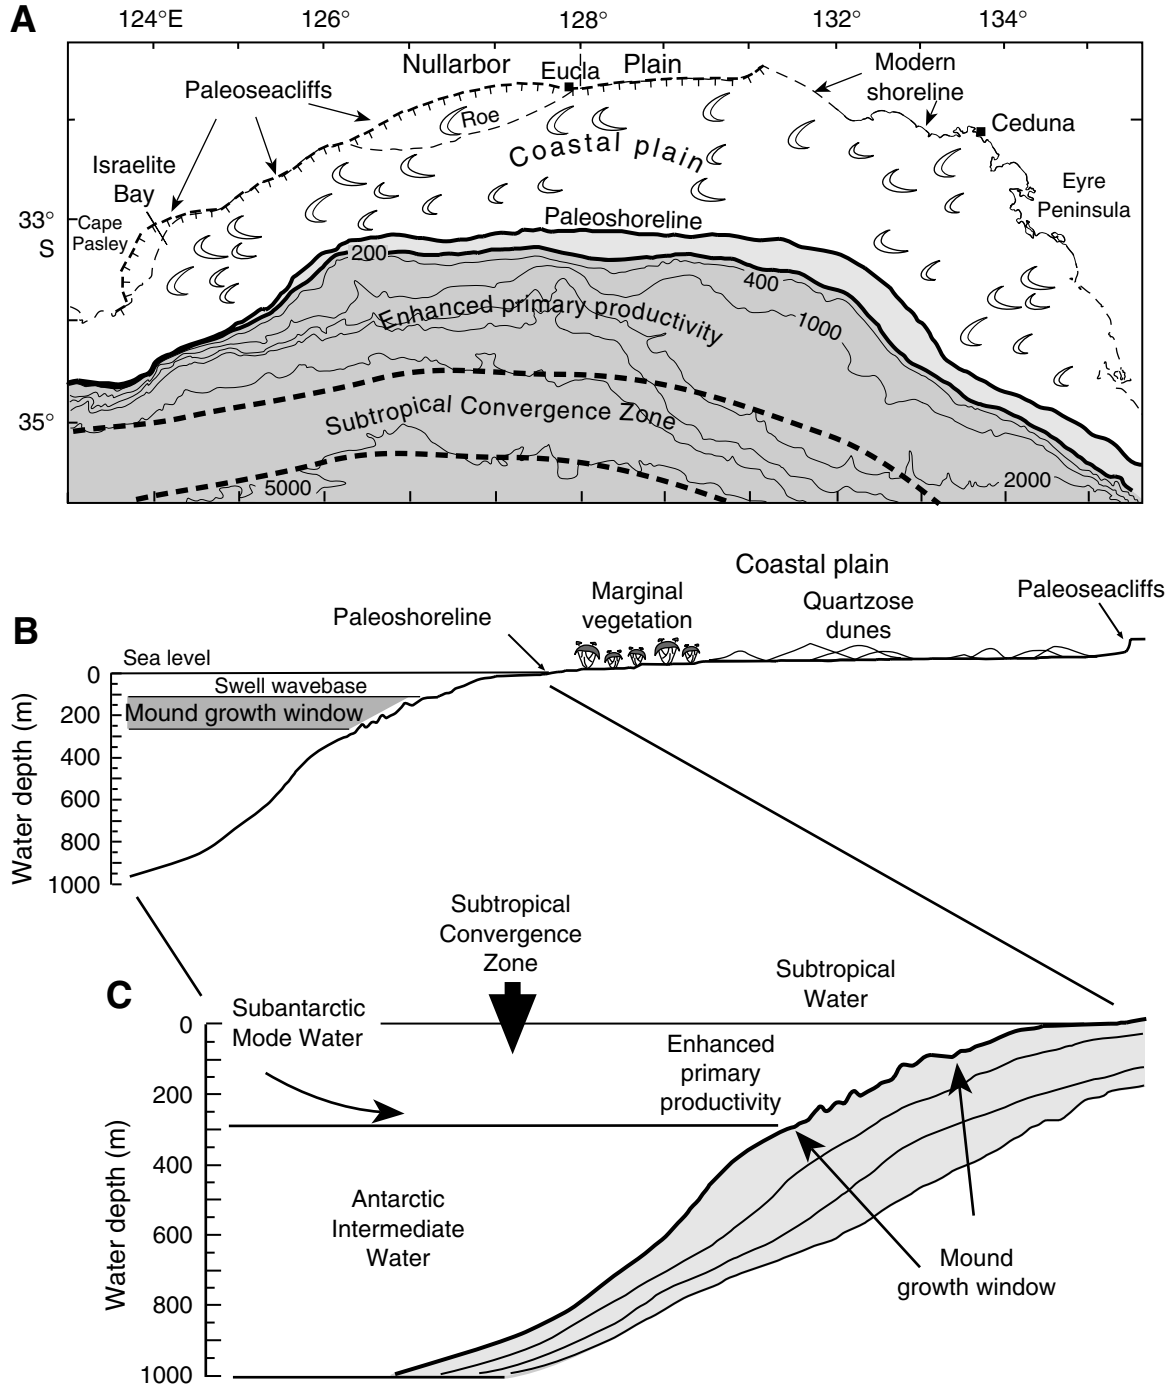 A
124°E
126°
128°
132°
134°
Nullarbor
Eucla
Plain
Modern
shoreline
Paleoseacliffs
Roe
Ceduna
Coastal plain
Israelite
Bay
Eyre
Peninsula
33°
S
Cape
Pasley
Paleoshoreline
200
400
Enhanced primary productivity
1000
35°
Subtropical Convergence Zone
5000
2000
Coastal plain
B
Paleoshoreline
Marginal
vegetation
Quartzose
dunes
Paleoseacliffs
Sea level
0
Swell wavebase
200
Mound growth window
400
600
800
1000
Water depth (m)
Subtropical
Convergence
Zone
C
Subtropical
Water
Subantarctic
Mode Water
0
Enhanced
primary
productivity
200
400
Antarctic
Intermediate
Water
600
Mound
growth window
800
1000
Water depth (m)